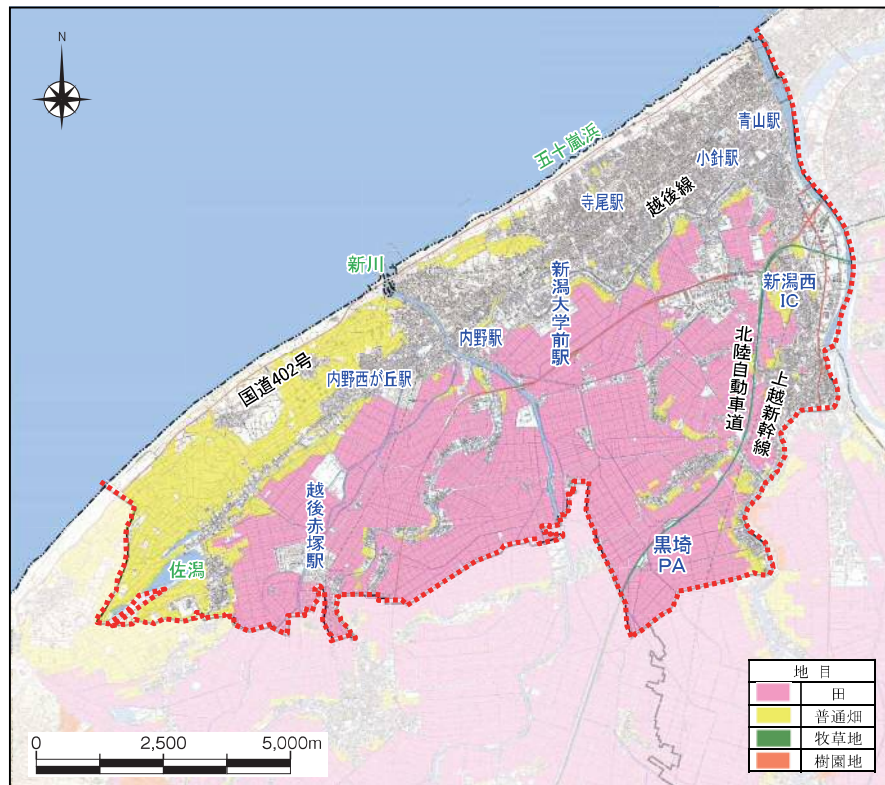 N
青山駅
小針駅
五十嵐浜
寺尾駅
越後線
新川
新潟大学前駅
新潟西
IC
内野駅
内野西が丘駅
国道402号
北陸自動車道
上越新幹線
越後赤塚駅
佐潟
黒埼
PA
地 目
田
普通畑
牧草地
樹園地
0 2,500 5,000m